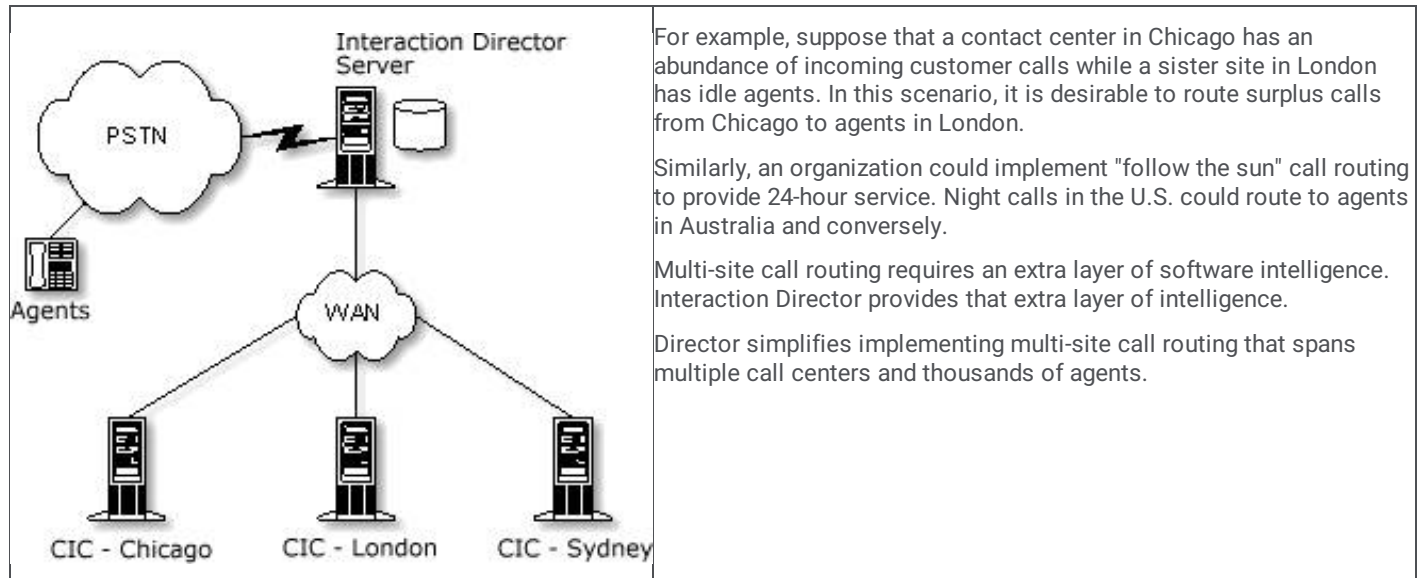 Interaction Director
Server
PSTN
Agents
WAN
CIC - Chicago
CIC - London
CIC - Sydney
For example, suppose that a contact center in Chicago has an
abundance of incoming customer calls while a sister site in London
has idle agents. In this scenario, it is desirable to route surplus calls
from Chicago to agents in London.
Similarly, an organization could implement "follow the sun" call routing
to provide 24-hour service. Night calls in the U.S. could route to agents
in Australia and conversely.
Multi-site call routing requires an extra layer of software intelligence.
Interaction Director provides that extra layer of intelligence.
Director simplifies implementing multi-site call routing that spans
multiple call centers and thousands of agents.